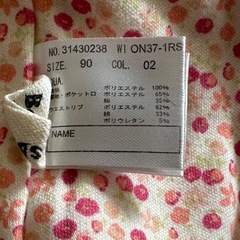 NO. 31430238 WI ON37-1RS
SIZE. 90 COL. 02
ポリエステル 100%
・ポケットロ ポリエステル 65%
綿 35%
ウエストリブ ポリエステル 62%
綿 33%
ポリウレタン 5%
NAME